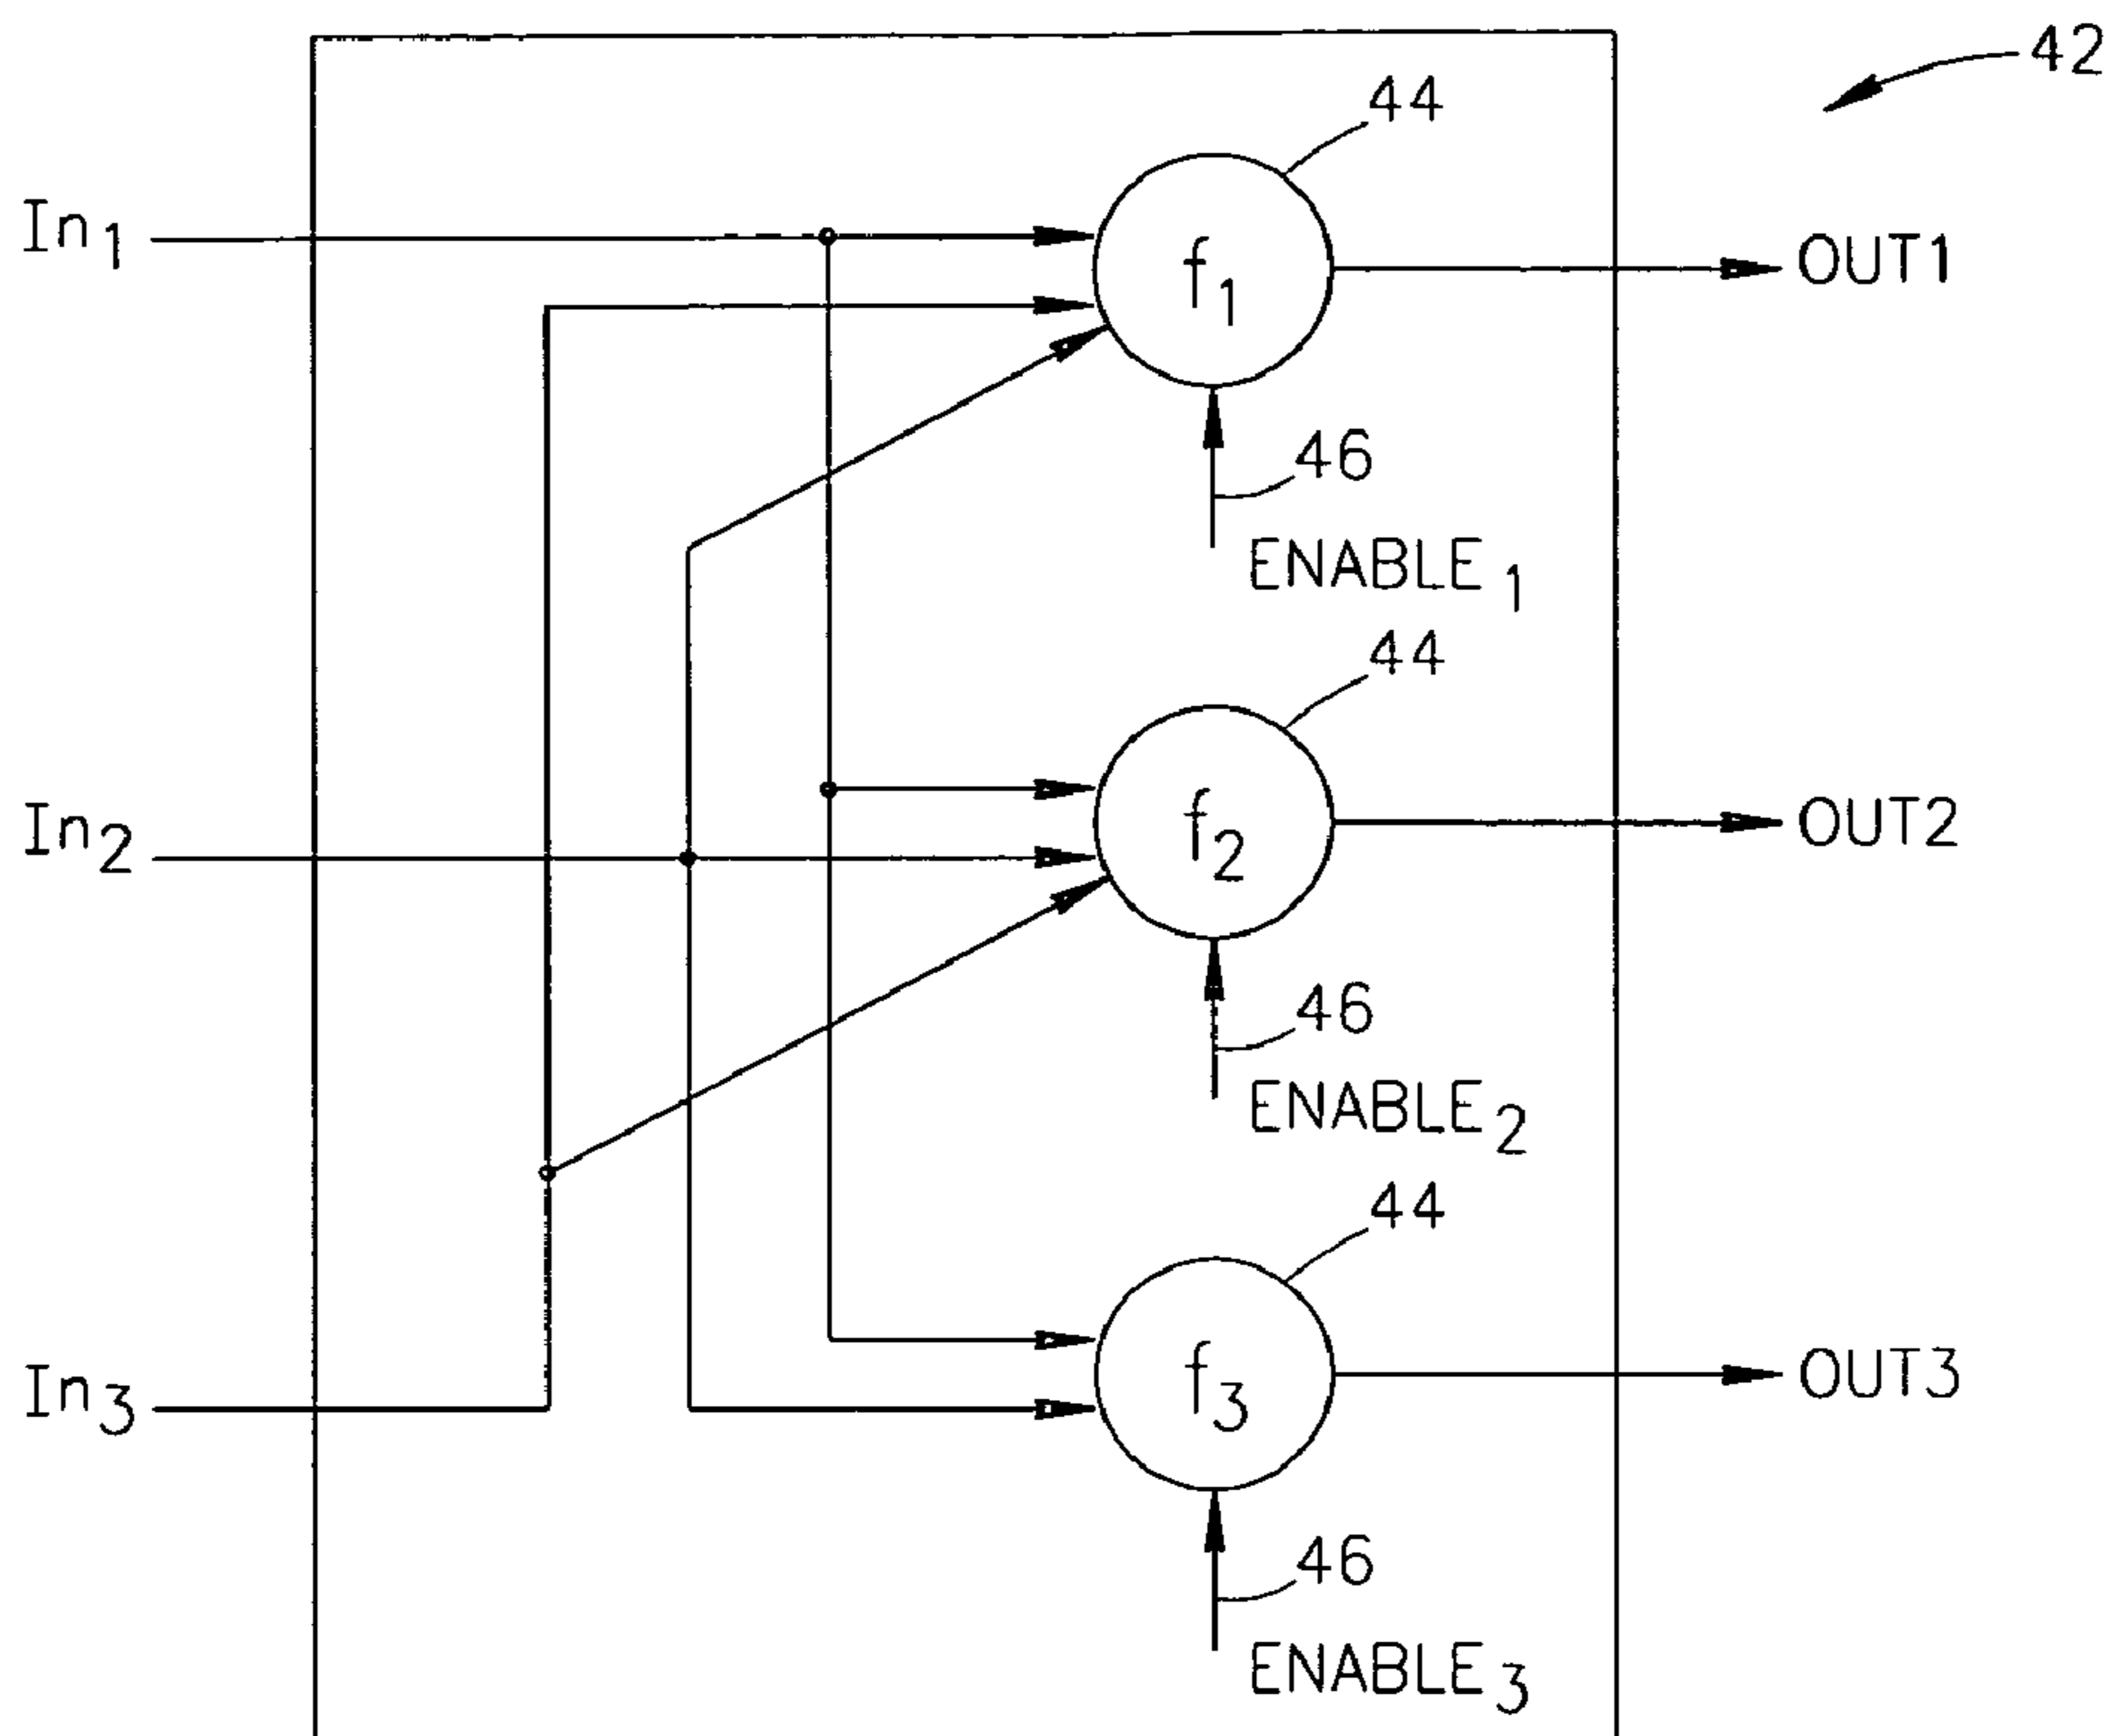 42
44
In1
f1
OUT1
46
ENABLE1
44
In2
f2
OUT2
46
ENABLE2
44
In3
f3
OUT3
46
ENABLE3